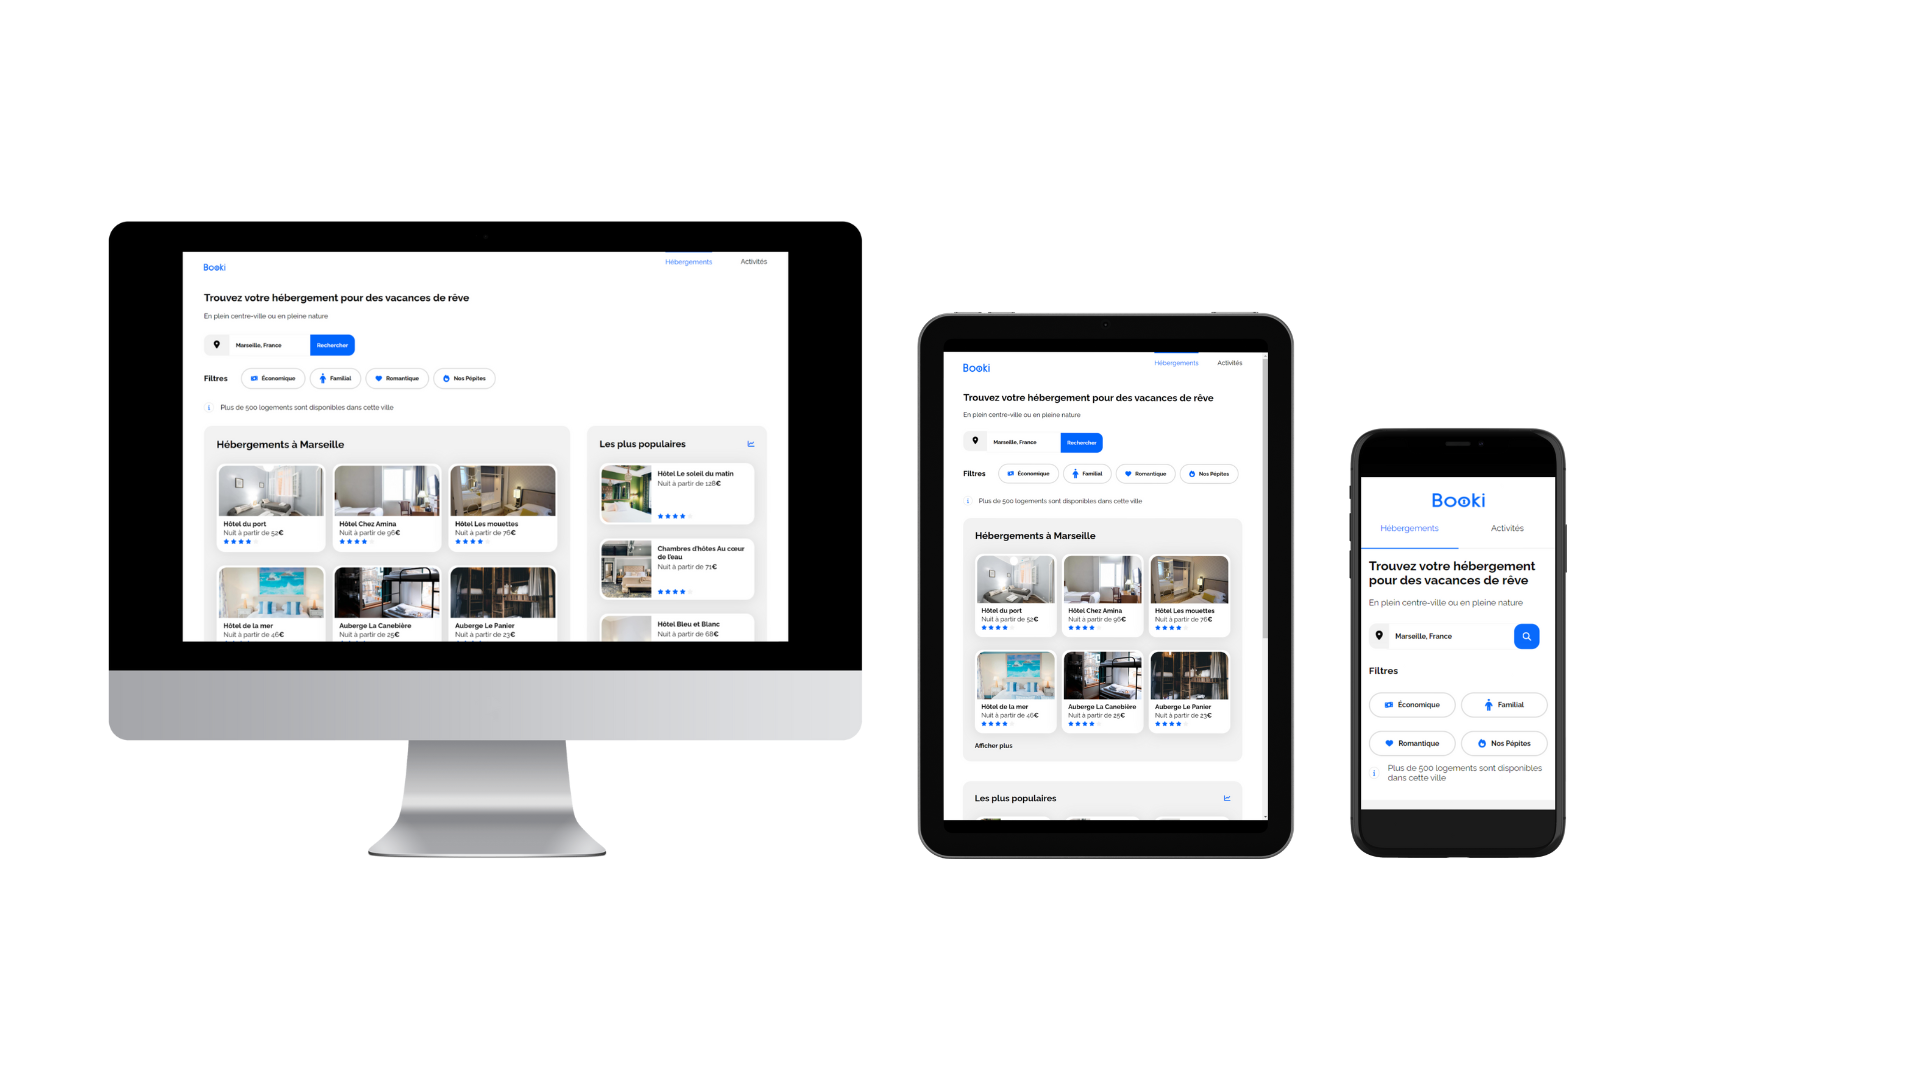 Booki
Hébergements
Activités
Trouvez votre hébergement pour des vacances de rêve
En plein centre-ville ou en pleine nature
Marseille, France
Rechercher
Filtres
Économique
Familial
Romantique
Nos Pépites
Plus de 500 logements sont disponibles dans cette ville
Hébergements à Marseille
Hôtel du port
Nuit à partir de 52€
Hôtel Chez Amina
Nuit à partir de 96€
Hôtel Les mouettes
Nuit à partir de 76€
Hôtel de la mer
Nuit à partir de 46€
Auberge La Canebière
Nuit à partir de 25€
Auberge Le Panier
Nuit à partir de 23€
Les plus populaires
Hôtel Le soleil du matin
Nuit à partir de 128€
Chambres d'hôtes Au cœur
de l'eau
Nuit à partir de 71€
Hôtel Bleu et Blanc
Nuit à partir de 68€
Booki
Hébergements
Activités
Trouvez votre hébergement pour des vacances de rêve
En plein centre-ville ou en pleine nature
Marseille, France
Rechercher
Filtres
Économique
Familial
Romantique
Nos Pépites
Plus de 500 logements sont disponibles dans cette ville
Hébergements à Marseille
Hôtel du port
Nuit à partir de 52€
Hôtel Chez Amina
Nuit à partir de 96€
Hôtel Les mouettes
Nuit à partir de 76€
Hôtel de la mer
Nuit à partir de 46€
Auberge La Canebière
Nuit à partir de 25€
Auberge Le Panier
Nuit à partir de 23€
Afficher plus
Les plus populaires
Booki
Hébergements
Activités
Trouvez votre hébergement
pour des vacances de rêve
En plein centre-ville ou en pleine nature
Marseille, France
Filtres
Économique
Familial
Romantique
Nos Pépites
Plus de 500 logements sont disponibles
dans cette ville